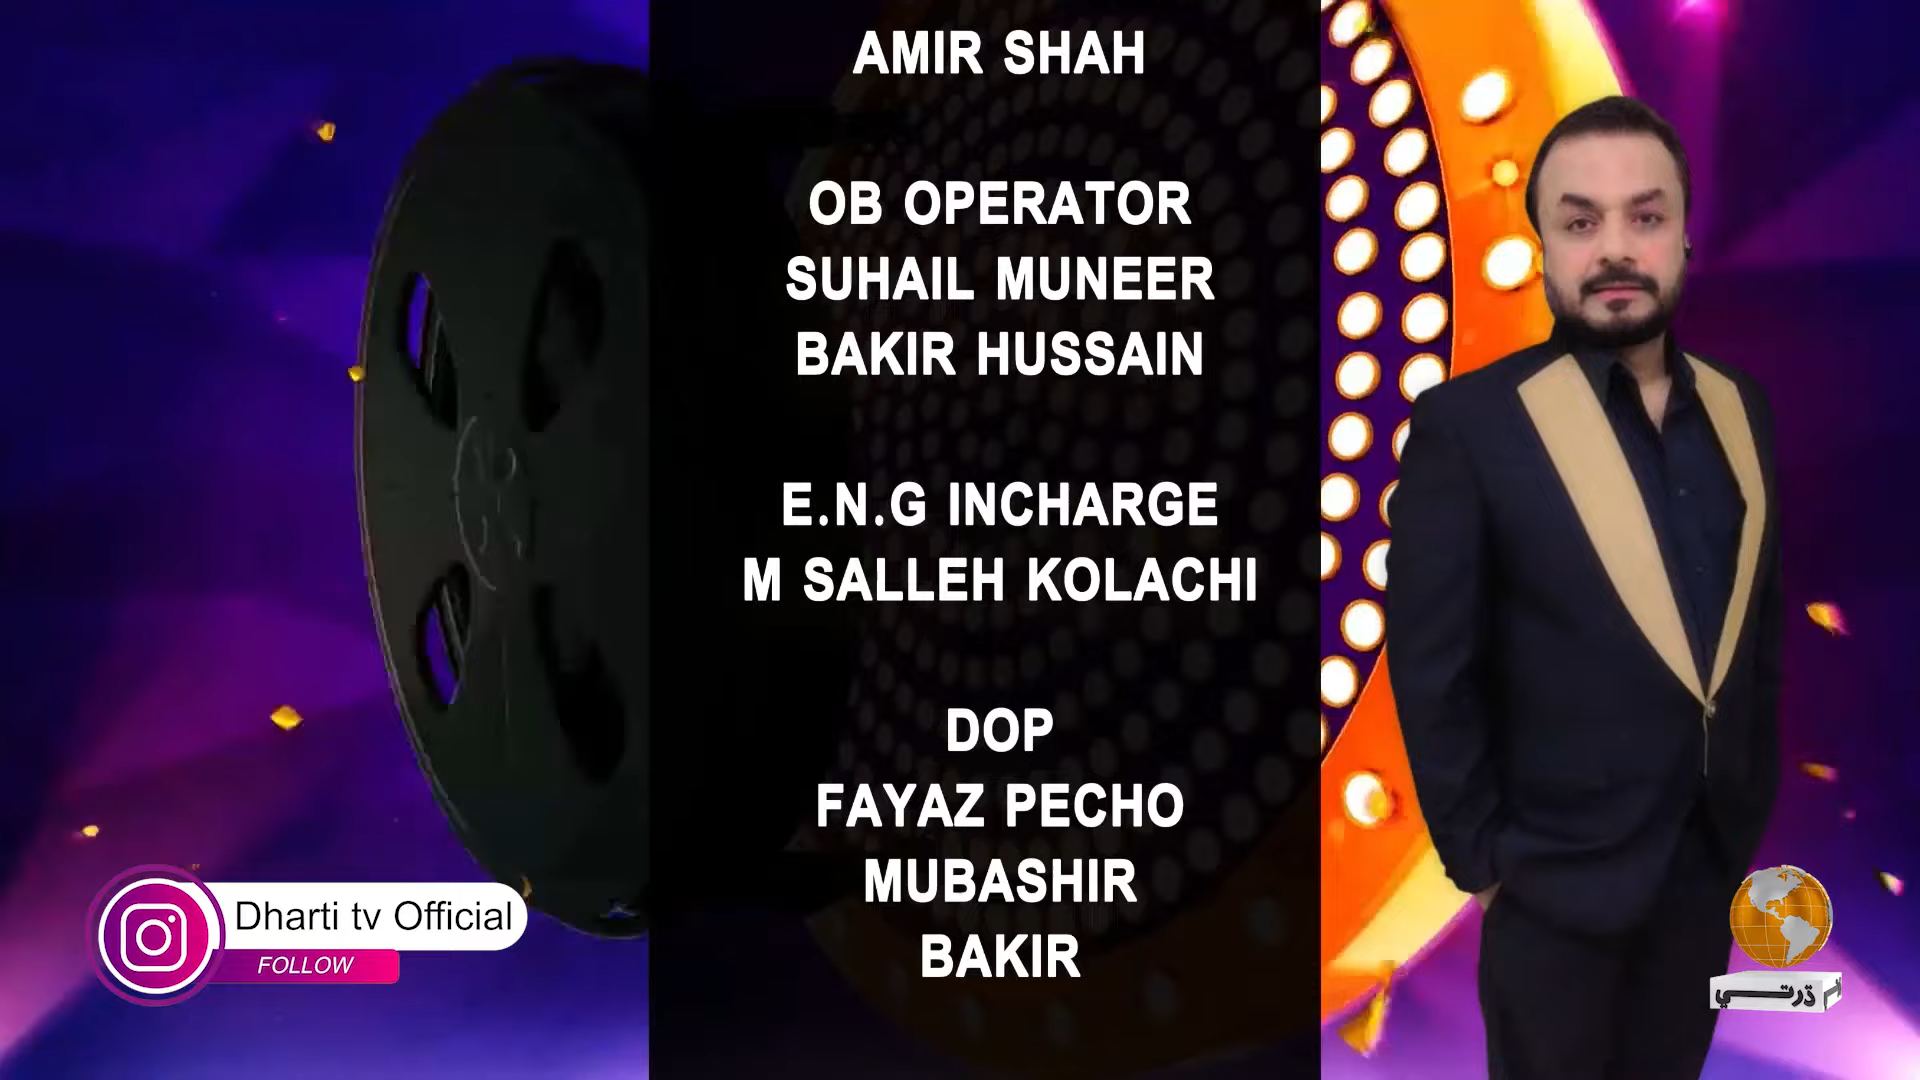 AMIR SHAH
OB OPERATOR
SUHAIL MUNEER
BAKIR HUSSAIN
E.N.G INCHARGE
M SALLEH KOLACHI
DOP
FAYAZ PECHO
MUBASHIR
BAKIR
Dharti tv Official
FOLLOW
ڌرتي